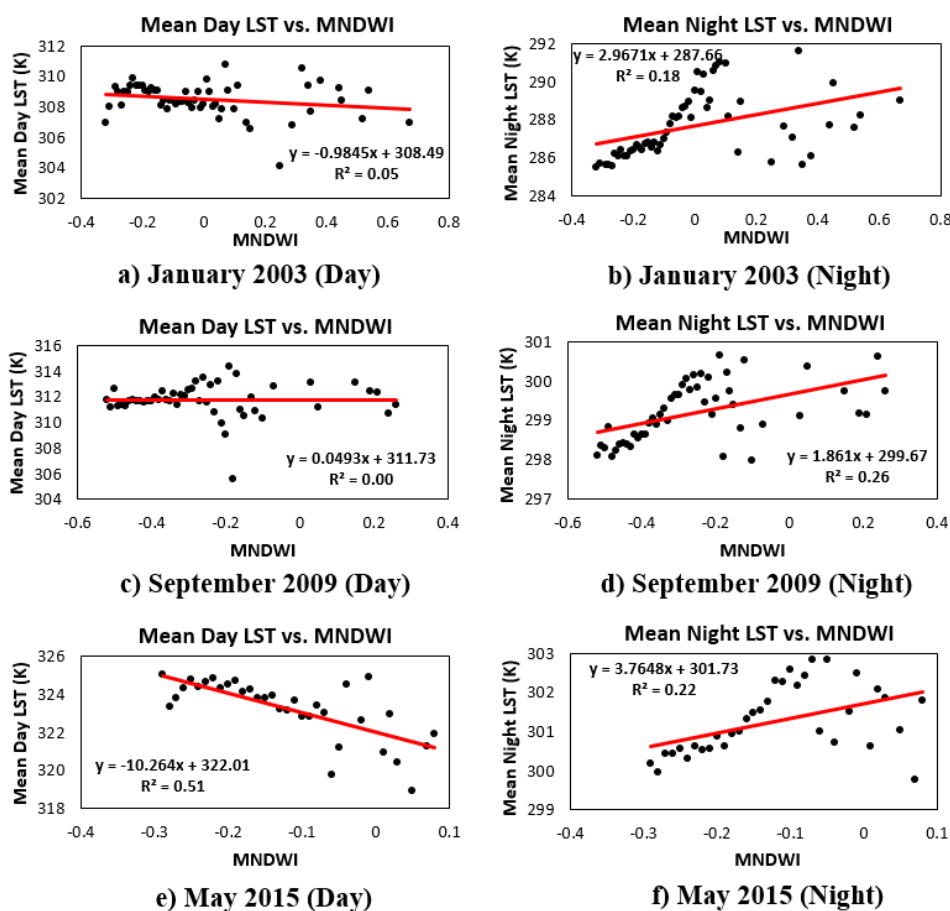 Mean Day LST vs. MNDWI
Mean Day LST (K)
312
310
308
306
304
302
y = -0.9845x + 308.49
R² = 0.05
-0.4 -0.2 0 0.2 0.4 0.6 0.8
MNDWI
a) January 2003 (Day)
Mean Night LST vs. MNDWI
Mean Night LST (K)
292
290
288
286
284
y = 2.9671x + 287.66
R² = 0.18
-0.4 -0.2 0 0.2 0.4 0.6 0.8
MNDWI
b) January 2003 (Night)
Mean Day LST vs. MNDWI
Mean Day LST (K)
316
314
312
310
308
306
304
y = 0.0493x + 311.73
R² = 0.00
-0.6 -0.4 -0.2 0 0.2 0.4
MNDWI
c) September 2009 (Day)
Mean Night LST vs. MNDWI
Mean Night LST (K)
301
300
299
298
297
y = 1.861x + 299.67
R² = 0.26
-0.6 -0.4 -0.2 0 0.2 0.4
MNDWI
d) September 2009 (Night)
Mean Day LST vs. MNDWI
Mean Day LST (K)
326
324
322
320
318
y = -10.264x + 322.01
R² = 0.51
-0.4 -0.3 -0.2 -0.1 0 0.1
MNDWI
e) May 2015 (Day)
Mean Night LST vs. MNDWI
Mean Night LST (K)
303
302
301
300
299
y = 3.7648x + 301.73
R² = 0.22
-0.4 -0.3 -0.2 -0.1 0 0.1
MNDWI
f) May 2015 (Night)